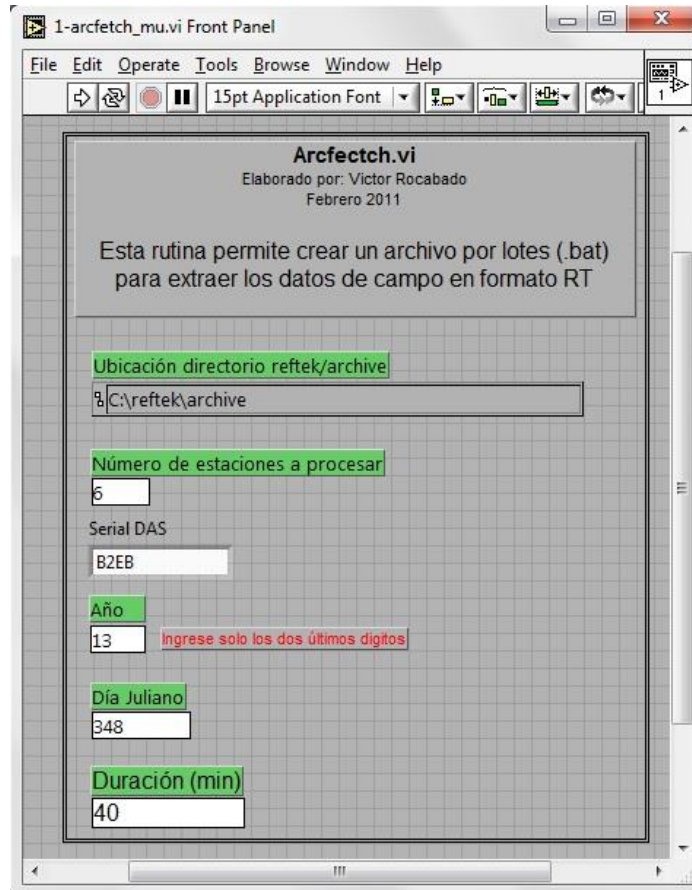 1-arcfetch_mu.vi Front Panel
File Edit Operate Tools Browse Window Help
15pt Application Font
1
Arcfectch.vi
Elaborado por: Victor Rocabado
Febrero 2011
Esta rutina permite crear un archivo por lotes (.bat)
para extraer los datos de campo en formato RT
Ubicación directorio reftek/archive
C:\reftek\archive
Número de estaciones a procesar
6
Serial DAS
B2EB
Año
13 Ingrese solo los dos últimos digitos
Día Juliano
348
Duración (min)
40